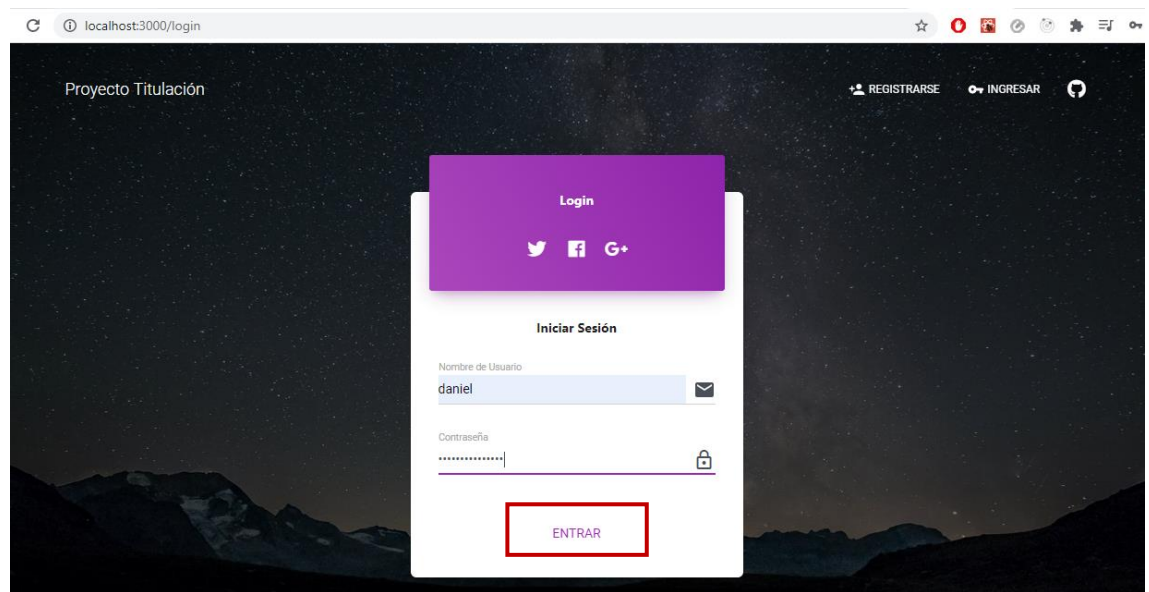 localhost:3000/login
Proyecto Titulación
REGISTRARSE
INGRESAR
Login
G+
Iniciar Sesión
Nombre de Usuario
daniel
Contraseña
•••••••••••••••
ENTRAR